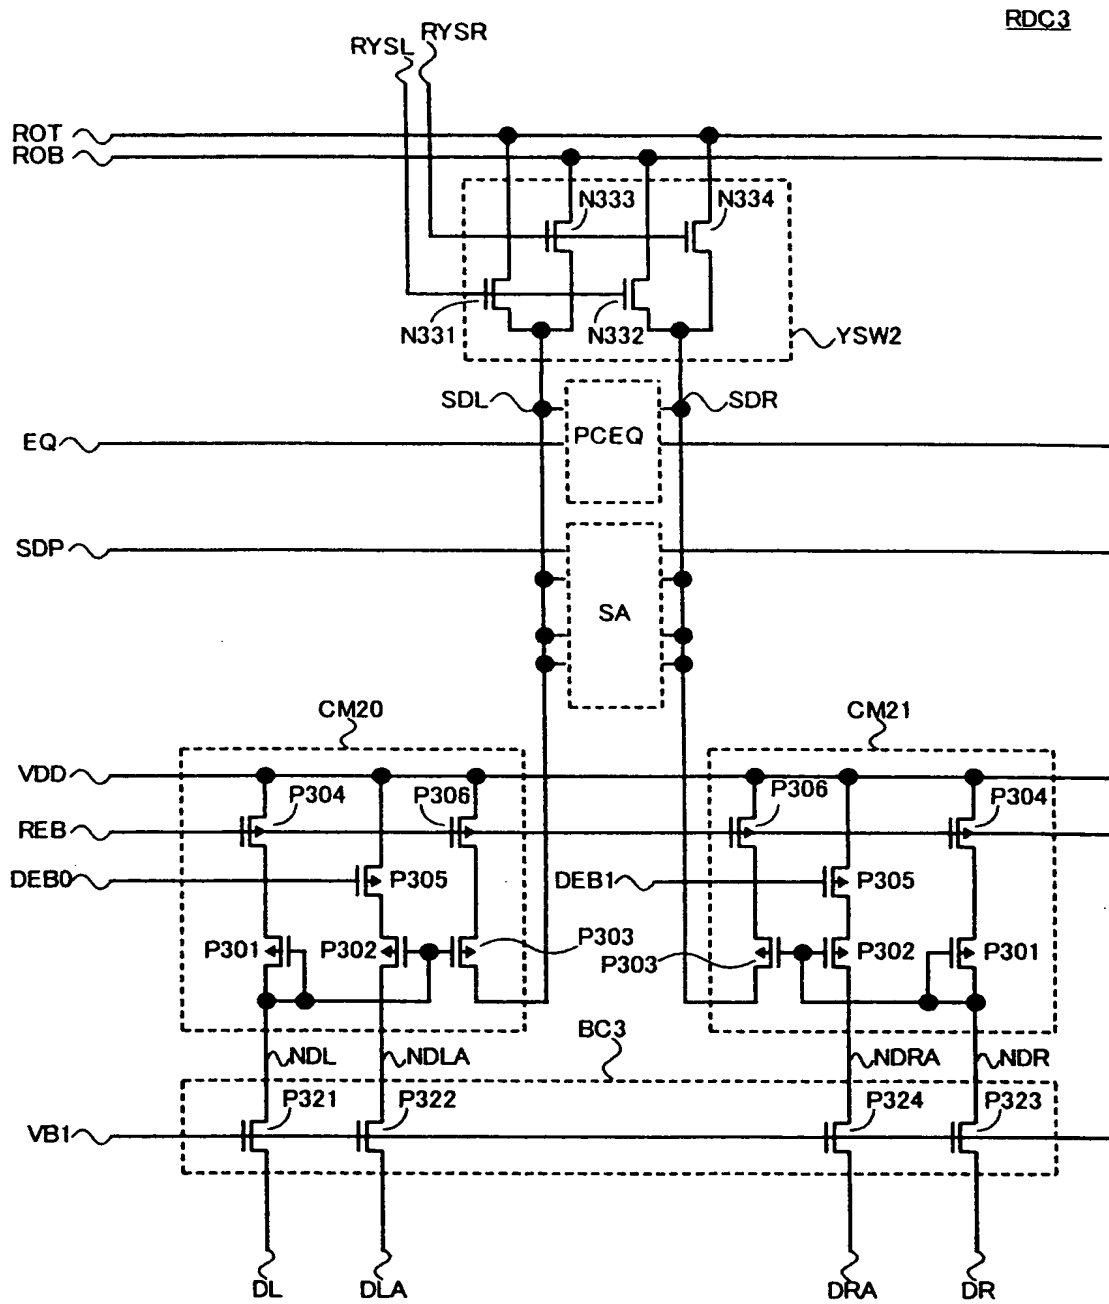 RDC3
RYSL RYSR
ROT
ROB
N333 N334
N331 N332 YSW2
SDL SDR
EQ PCEQ
SDP
SA
CM20 CM21
VDD
P304 P306 P306 P304
REB
DEB0 P305 DEB1 P305
P301 P302 P303 P303 P302 P301
BC3
NDL NDLA NDRA NDR
P321 P322 P324 P323
VB1
DL DLA DRA DR